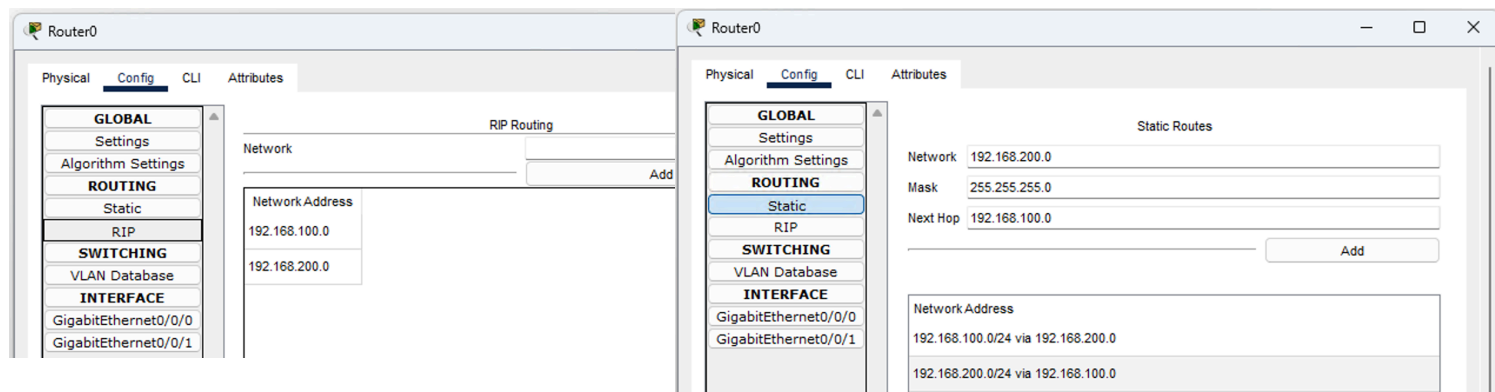 Router0
Physical Config CLI Attributes
GLOBAL
Settings
Algorithm Settings
ROUTING
Static
RIP
SWITCHING
VLAN Database
INTERFACE
GigabitEthernet0/0/0
GigabitEthernet0/0/1
RIP Routing
Network
Add
Network Address
192.168.100.0
192.168.200.0
Router0
Physical Config CLI Attributes
GLOBAL
Settings
Algorithm Settings
ROUTING
Static
RIP
SWITCHING
VLAN Database
INTERFACE
GigabitEthernet0/0/0
GigabitEthernet0/0/1
Static Routes
Network 192.168.200.0
Mask 255.255.255.0
Next Hop 192.168.100.0
Add
Network Address
192.168.100.0/24 via 192.168.200.0
192.168.200.0/24 via 192.168.100.0